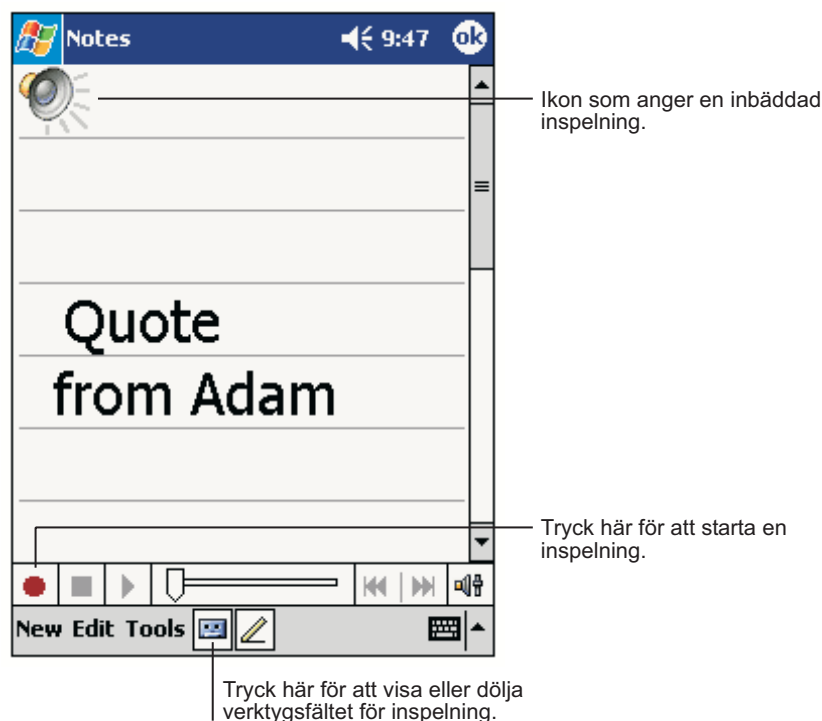 Notes 9:47 ok
Ikon som anger en inbäddad
inspelning.
Quote
from Adam
Tryck här för att starta en
inspelning.
New Edit Tools
Tryck här för att visa eller dölja
verktygsfältet för inspelning.